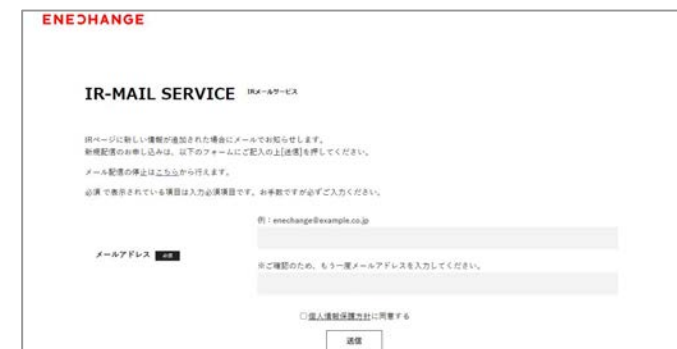 ENECHANGE
IR-MAIL SERVICE IRメールサービス
IRページに新しい情報が追加された場合にメールでお知らせします。
新規配信のお申し込みは、以下のフォームにご記入の上[送信]を押してください。
メール配信の停止はこちらから行えます。
必須 で表示されている項目は入力必須項目です。お手数ですが必ずご入力ください。
例：enechange@example.co.jp
メールアドレス 必須
※ご確認のため、もう一度メールアドレスを入力してください。
個人情報保護方針に同意する
送信